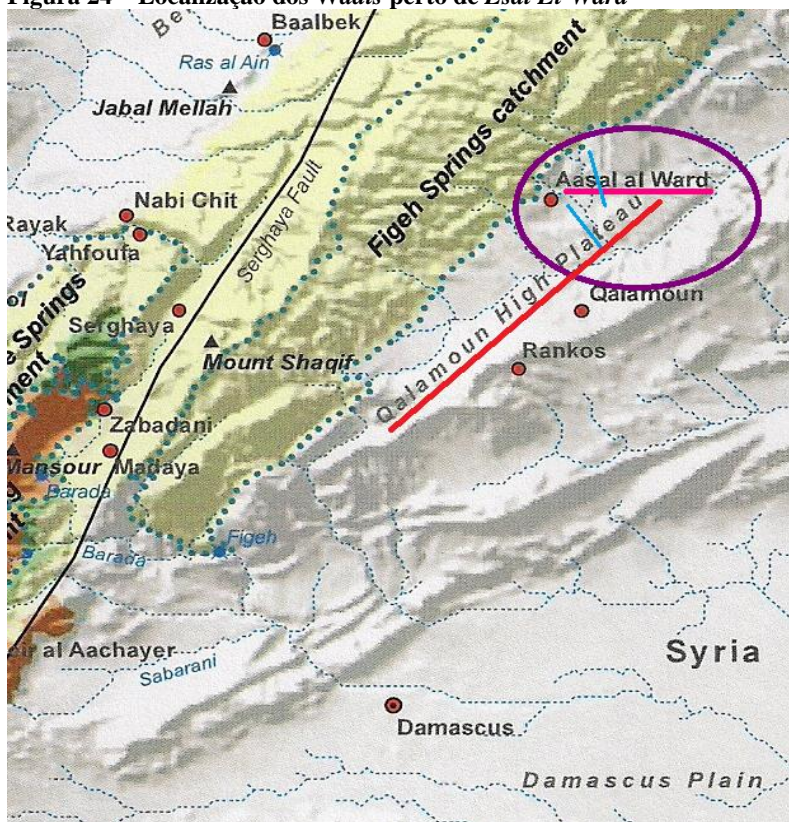 Figura 24 – Localização dos Wadis perto de Esal El-Ward
Baalbek
Ras al Ain
Jabal Mellah
Figeh Springs catchment
Aasal al Ward
Nabi Chit
Rayak
Yahfoufa
Serghaya Fault
Springs
Serghaya
Mount Shaqif
Qalamoun High Plateau
Qalamoun
Rankos
Zabadani
Mansour
Madaya
Barada
Figeh
Barada
al Aachayer
Sabarani
Syria
Damascus
Damascus Plain